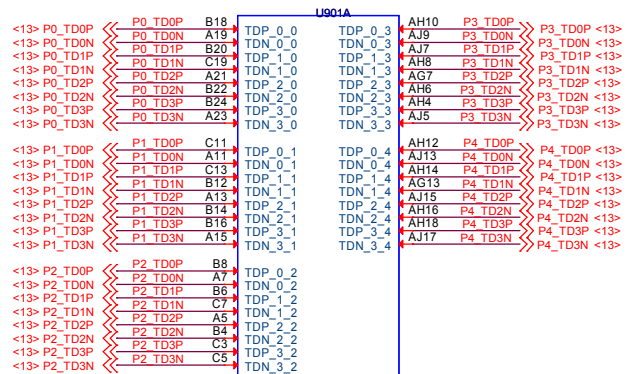 U901A
<13> P0_TD0P P0_TD0P B18 TDP_0_0 TDP_0_3 AH10 P3_TD0P P3_TD0P <13>
<13> P0_TD0N P0_TD0N A19 TDN_0_0 TDN_0_3 AJ9 P3_TD0N P3_TD0N <13>
<13> P0_TD1P P0_TD1P B20 TDP_1_0 TDP_1_3 AJ7 P3_TD1P P3_TD1P <13>
<13> P0_TD1N P0_TD1N C19 TDN_1_0 TDN_1_3 AH8 P3_TD1N P3_TD1N <13>
<13> P0_TD2P P0_TD2P A21 TDP_2_0 TDP_2_3 AG7 P3_TD2P P3_TD2P <13>
<13> P0_TD2N P0_TD2N B22 TDN_2_0 TDN_2_3 AH6 P3_TD2N P3_TD2N <13>
<13> P0_TD3P P0_TD3P B24 TDP_3_0 TDP_3_3 AH4 P3_TD3P P3_TD3P <13>
<13> P0_TD3N P0_TD3N A23 TDN_3_0 TDN_3_3 AJ5 P3_TD3N P3_TD3N <13>
<13> P1_TD0P P1_TD0P C11 TDP_0_1 TDP_0_4 AH12 P4_TD0P P4_TD0P <13>
<13> P1_TD0N P1_TD0N A11 TDN_0_1 TDN_0_4 AJ13 P4_TD0N P4_TD0N <13>
<13> P1_TD1P P1_TD1P C13 TDP_1_1 TDP_1_4 AH14 P4_TD1P P4_TD1P <13>
<13> P1_TD1N P1_TD1N B12 TDN_1_1 TDN_1_4 AG13 P4_TD1N P4_TD1N <13>
<13> P1_TD2P P1_TD2P A13 TDP_2_1 TDP_2_4 AJ15 P4_TD2P P4_TD2P <13>
<13> P1_TD2N P1_TD2N B14 TDN_2_1 TDN_2_4 AH16 P4_TD2N P4_TD2N <13>
<13> P1_TD3P P1_TD3P B16 TDP_3_1 TDP_3_4 AH18 P4_TD3P P4_TD3P <13>
<13> P1_TD3N P1_TD3N A15 TDN_3_1 TDN_3_4 AJ17 P4_TD3N P4_TD3N <13>
<13> P2_TD0P P2_TD0P B8 TDP_0_2
<13> P2_TD0N P2_TD0N A7 TDN_0_2
<13> P2_TD1P P2_TD1P B6 TDP_1_2
<13> P2_TD1N P2_TD1N C7 TDN_1_2
<13> P2_TD2P P2_TD2P A5 TDP_2_2
<13> P2_TD2N P2_TD2N B4 TDN_2_2
<13> P2_TD3P P2_TD3P C3 TDP_3_2
<13> P2_TD3N P2_TD3N C5 TDN_3_2